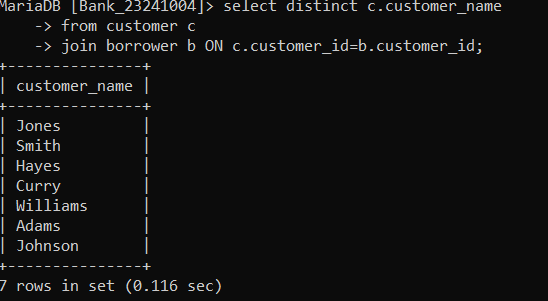 MariaDB [Bank_23241004]> select distinct c.customer_name
    -> from customer c
    -> join borrower b ON c.customer_id=b.customer_id;
+---------------+
| customer_name |
+---------------+
| Jones         |
| Smith         |
| Hayes         |
| Curry         |
| Williams      |
| Adams         |
| Johnson       |
+---------------+
7 rows in set (0.116 sec)